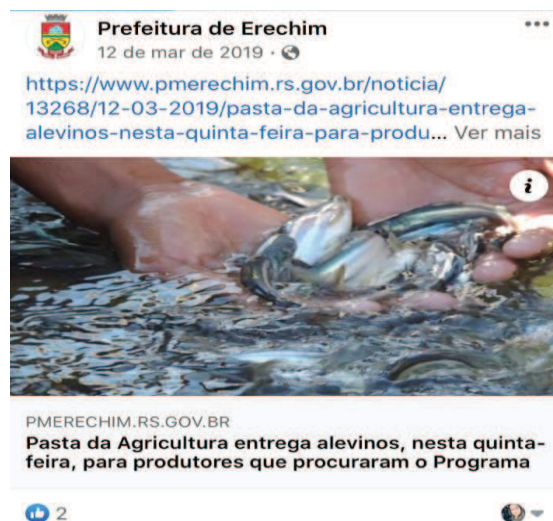 Prefeitura de Erechim
12 de mar de 2019 ·
https://www.pmerechim.rs.gov.br/noticia/
13268/12-03-2019/pasta-da-agricultura-entrega-
alevinos-nesta-quinta-feira-para-produ... Ver mais
i
PMERECHIM.RS.GOV.BR
Pasta da Agricultura entrega alevinos, nesta quinta-
feira, para produtores que procuraram o Programa
2